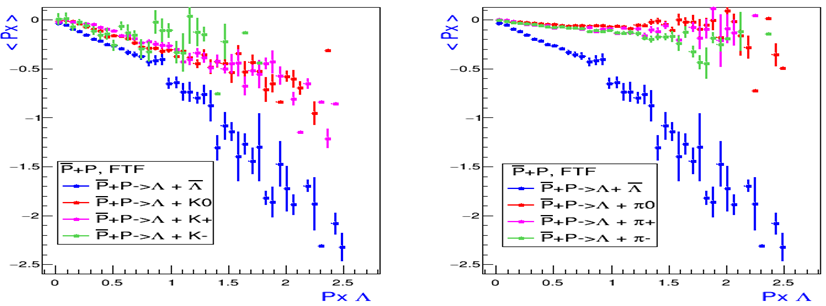 <Px>
0
−0.5
−1
−1.5
−2
−2.5
P̅+P, FTF
P̅+P->Λ + Λ̅
P̅+P->Λ + K0
P̅+P->Λ + K+
P̅+P->Λ + K-
0 0.5 1 1.5 2 2.5
Px Λ
<Px>
0
−0.5
−1
−1.5
−2
−2.5
P̅+P, FTF
P̅+P->Λ+ Λ̅
P̅+P->Λ + π0
P̅+P->Λ + π+
P̅+P->Λ + π-
0 0.5 1 1.5 2 2.5
Px Λ